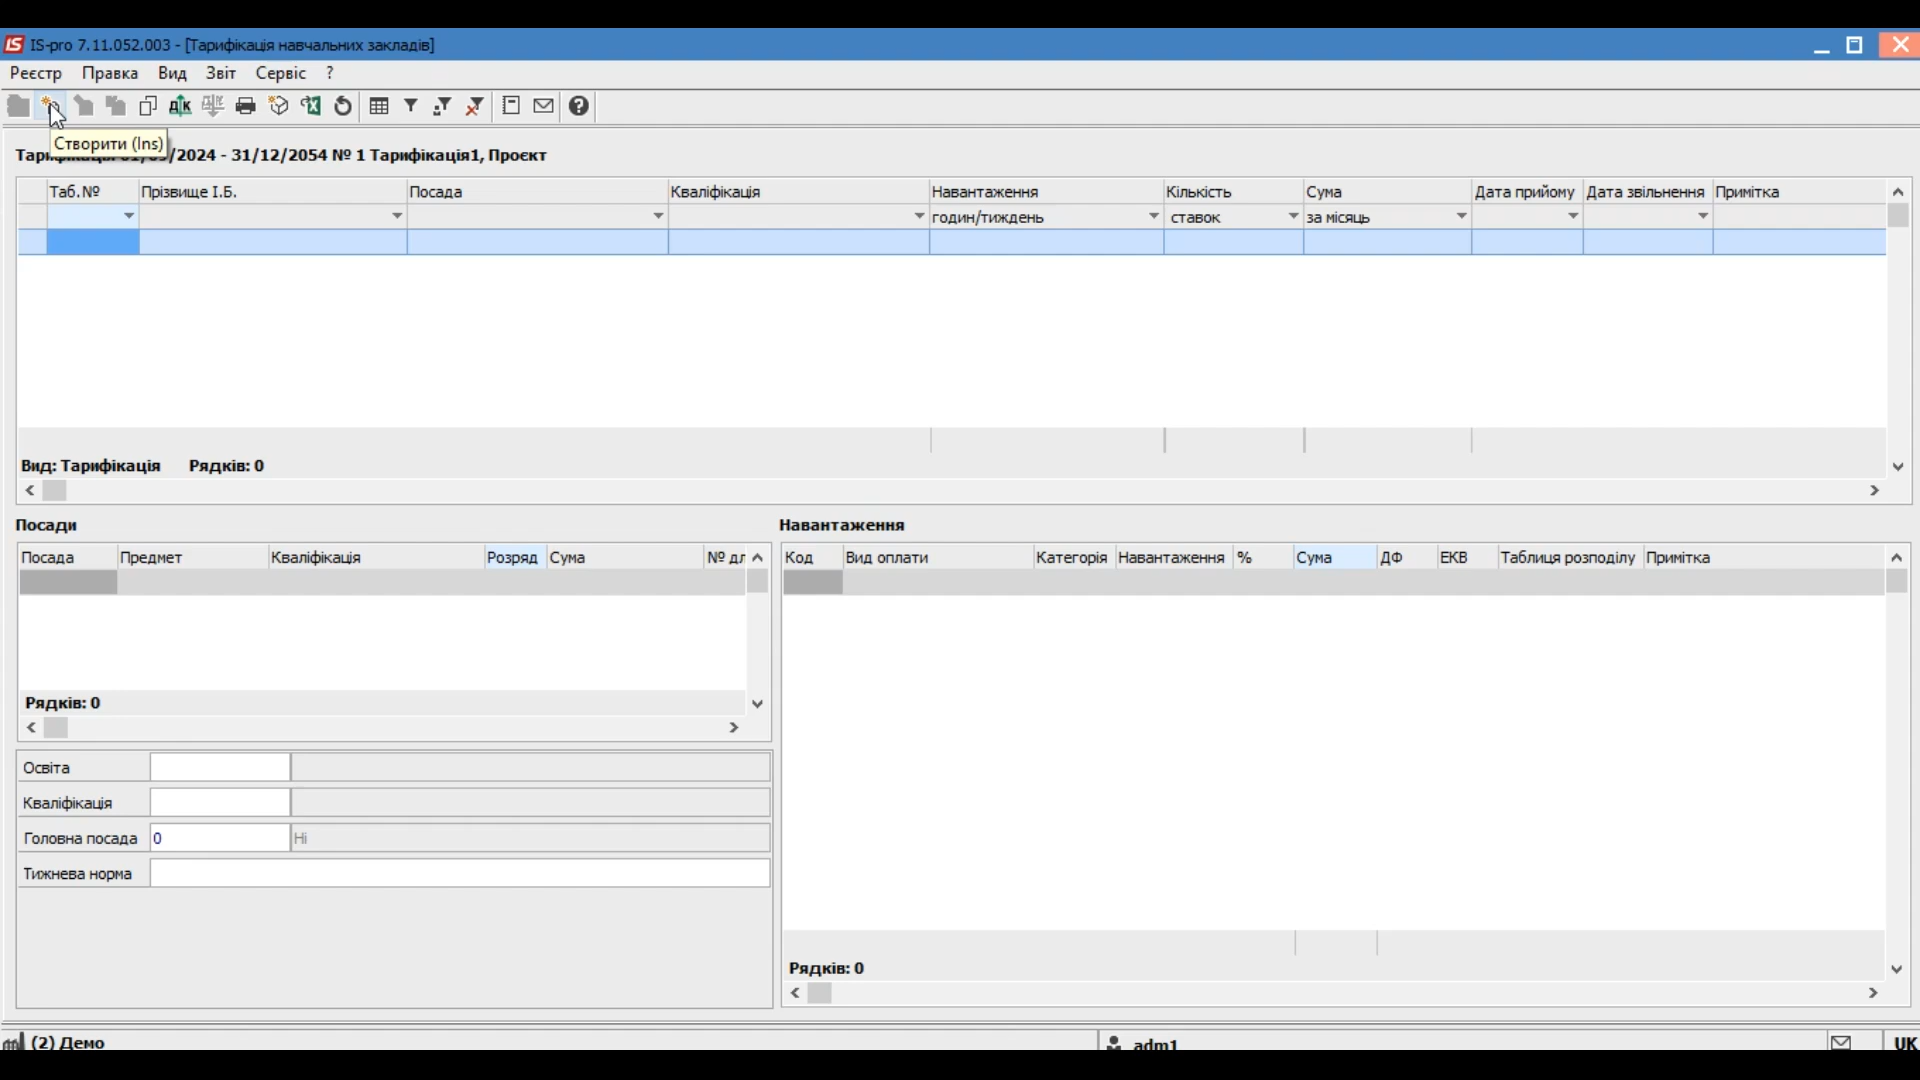 IS-pro 7.11.052.003 - [Тарифікація навчальних закладів]
Реєстр Правка Вид Звіт Сервіс ?
Створити (Ins)
/2024 - 31/12/2054 № 1 Тарифікація1, Проєкт
Таб.№ Прізвище І.Б. Посада Кваліфікація Навантаження Кількість Сума Дата прийому Дата звільнення Примітка
годин/тиждень ставок за місяць
Вид: Тарифікація Рядків: 0
Посади Навантаження
Посада Предмет Кваліфікація Розряд Сума № дл Код Вид оплати Категорія Навантаження % Сума ДФ ЕКВ Таблиця розподілу Примітка
Рядків: 0
Освіта
Кваліфікація
Головна посада 0 Ні
Тижнева норма
Рядків: 0
(2) Демо adm1 UK